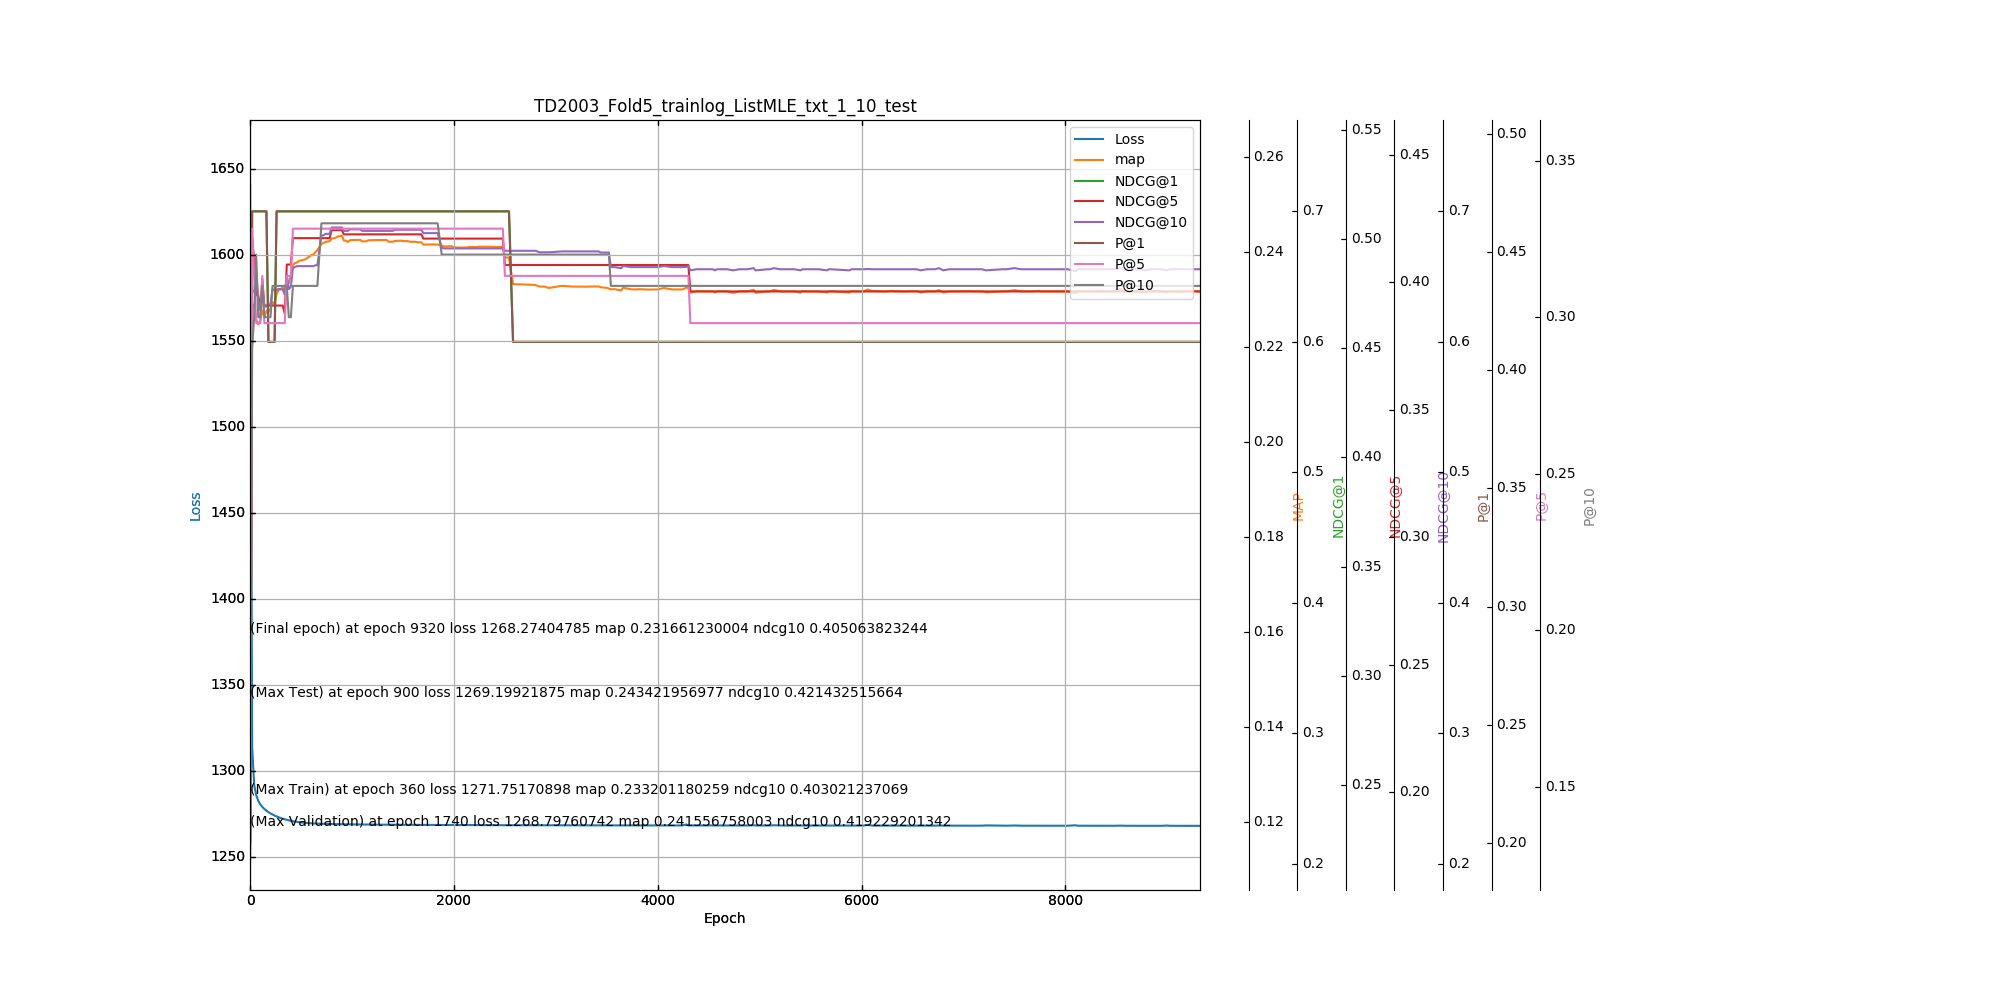 TD2003_Fold5_trainlog_ListMLE_txt_1_10_test
Loss
map
NDCG@1
NDCG@5
NDCG@10
P@1
P@5
P@10
1650
1600
1550
1500
1450
1400
1350
1300
1250
Loss
(Final epoch) at epoch 9320 loss 1268.27404785 map 0.231661230004 ndcg10 0.405063823244
(Max Test) at epoch 900 loss 1269.19921875 map 0.243421956977 ndcg10 0.421432515664
(Max Train) at epoch 360 loss 1271.75170898 map 0.233201180259 ndcg10 0.403021237069
(Max Validation) at epoch 1740 loss 1268.79760742 map 0.241556758003 ndcg10 0.419229201342
0 2000 4000 6000 8000
Epoch
0.26
0.24
0.22
0.20
0.18
0.16
0.14
0.12
MAP
0.7
0.6
0.5
0.4
0.3
0.2
NDCG@1
0.55
0.50
0.45
0.40
0.35
0.30
0.25
NDCG@5
0.45
0.40
0.35
0.30
0.25
0.20
NDCG@10
0.7
0.6
0.5
0.4
0.3
0.2
P@1
0.50
0.45
0.40
0.35
0.30
0.25
0.20
P@5
0.35
0.30
0.25
0.20
0.15
P@10